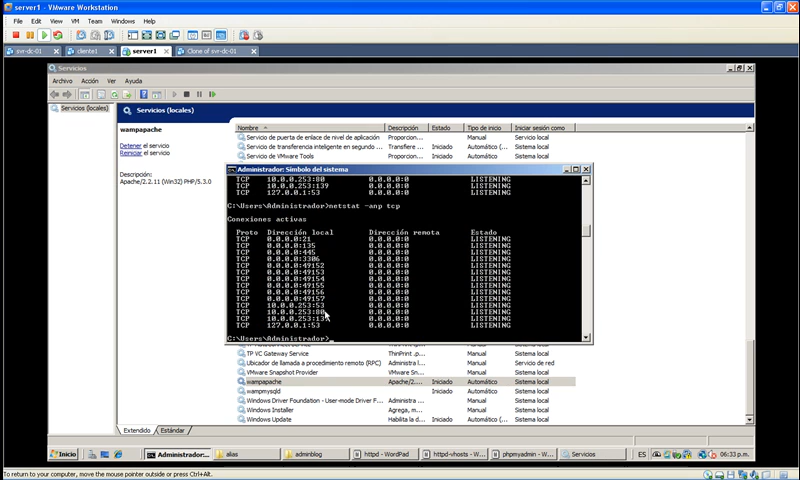 server1 - VMware Workstation
File Edit View VM Team Windows Help
svr-dc-01 cliente1 server1 Clone of svr-dc-01
Servicios
Archivo Acción Ver Ayuda
Servicios (locales) Servicios (locales)
wampapache
Detener el servicio
Reiniciar el servicio
Descripción:
Apache/2.2.11 (Win32) PHP/5.3.0
Nombre Descripción Estado Tipo de inicio Iniciar sesión como
Servicio de puerta de enlace de nivel de aplicación Proporcion... Manual Servicio local
Servicio de transferencia inteligente en segundo ... Transfiere ... Iniciado Automático (... Sistema local
Servicio de VMware Tools Proporcion... Iniciado Automático Sistema local
Administrador: Símbolo del sistema
TCP 10.0.0.253:80 0.0.0.0:0 LISTENING
TCP 10.0.0.253:139 0.0.0.0:0 LISTENING
TCP 127.0.0.1:53 0.0.0.0:0 LISTENING
C:\Users\Administrador>netstat -anp tcp
Conexiones activas
Proto Dirección local Dirección remota Estado
TCP 0.0.0.0:21 0.0.0.0:0 LISTENING
TCP 0.0.0.0:135 0.0.0.0:0 LISTENING
TCP 0.0.0.0:445 0.0.0.0:0 LISTENING
TCP 0.0.0.0:3306 0.0.0.0:0 LISTENING
TCP 0.0.0.0:49152 0.0.0.0:0 LISTENING
TCP 0.0.0.0:49153 0.0.0.0:0 LISTENING
TCP 0.0.0.0:49154 0.0.0.0:0 LISTENING
TCP 0.0.0.0:49155 0.0.0.0:0 LISTENING
TCP 0.0.0.0:49156 0.0.0.0:0 LISTENING
TCP 0.0.0.0:49157 0.0.0.0:0 LISTENING
TCP 10.0.0.253:53 0.0.0.0:0 LISTENING
TCP 10.0.0.253:80 0.0.0.0:0 LISTENING
TCP 10.0.0.253:139 0.0.0.0:0 LISTENING
TCP 127.0.0.1:53 0.0.0.0:0 LISTENING
C:\Users\Administrador>_
TP VC Gateway Service ThinPrint .p... Manual Sistema local
Ubicador de llamada a procedimiento remoto (RPC) Administra l... Manual Servicio de red
VMware Snapshot Provider VMware Sn... Manual Sistema local
wampapache Apache/2.... Iniciado Automático Sistema local
wampmysqld Iniciado Manual Sistema local
Windows Driver Foundation - User-mode Driver F... Administra ... Manual Sistema local
Windows Installer Agrega, m... Manual Sistema local
Windows Update Habilita la d... Iniciado Automático (... Sistema local
Extendido Estándar
Inicio Administrador:... alias adminblog httpd - WordPad httpd-vhosts - W... phpmyadmin - W... Servicios ES 06:33 p.m.
To return to your computer, move the mouse pointer outside or press Ctrl+Alt.